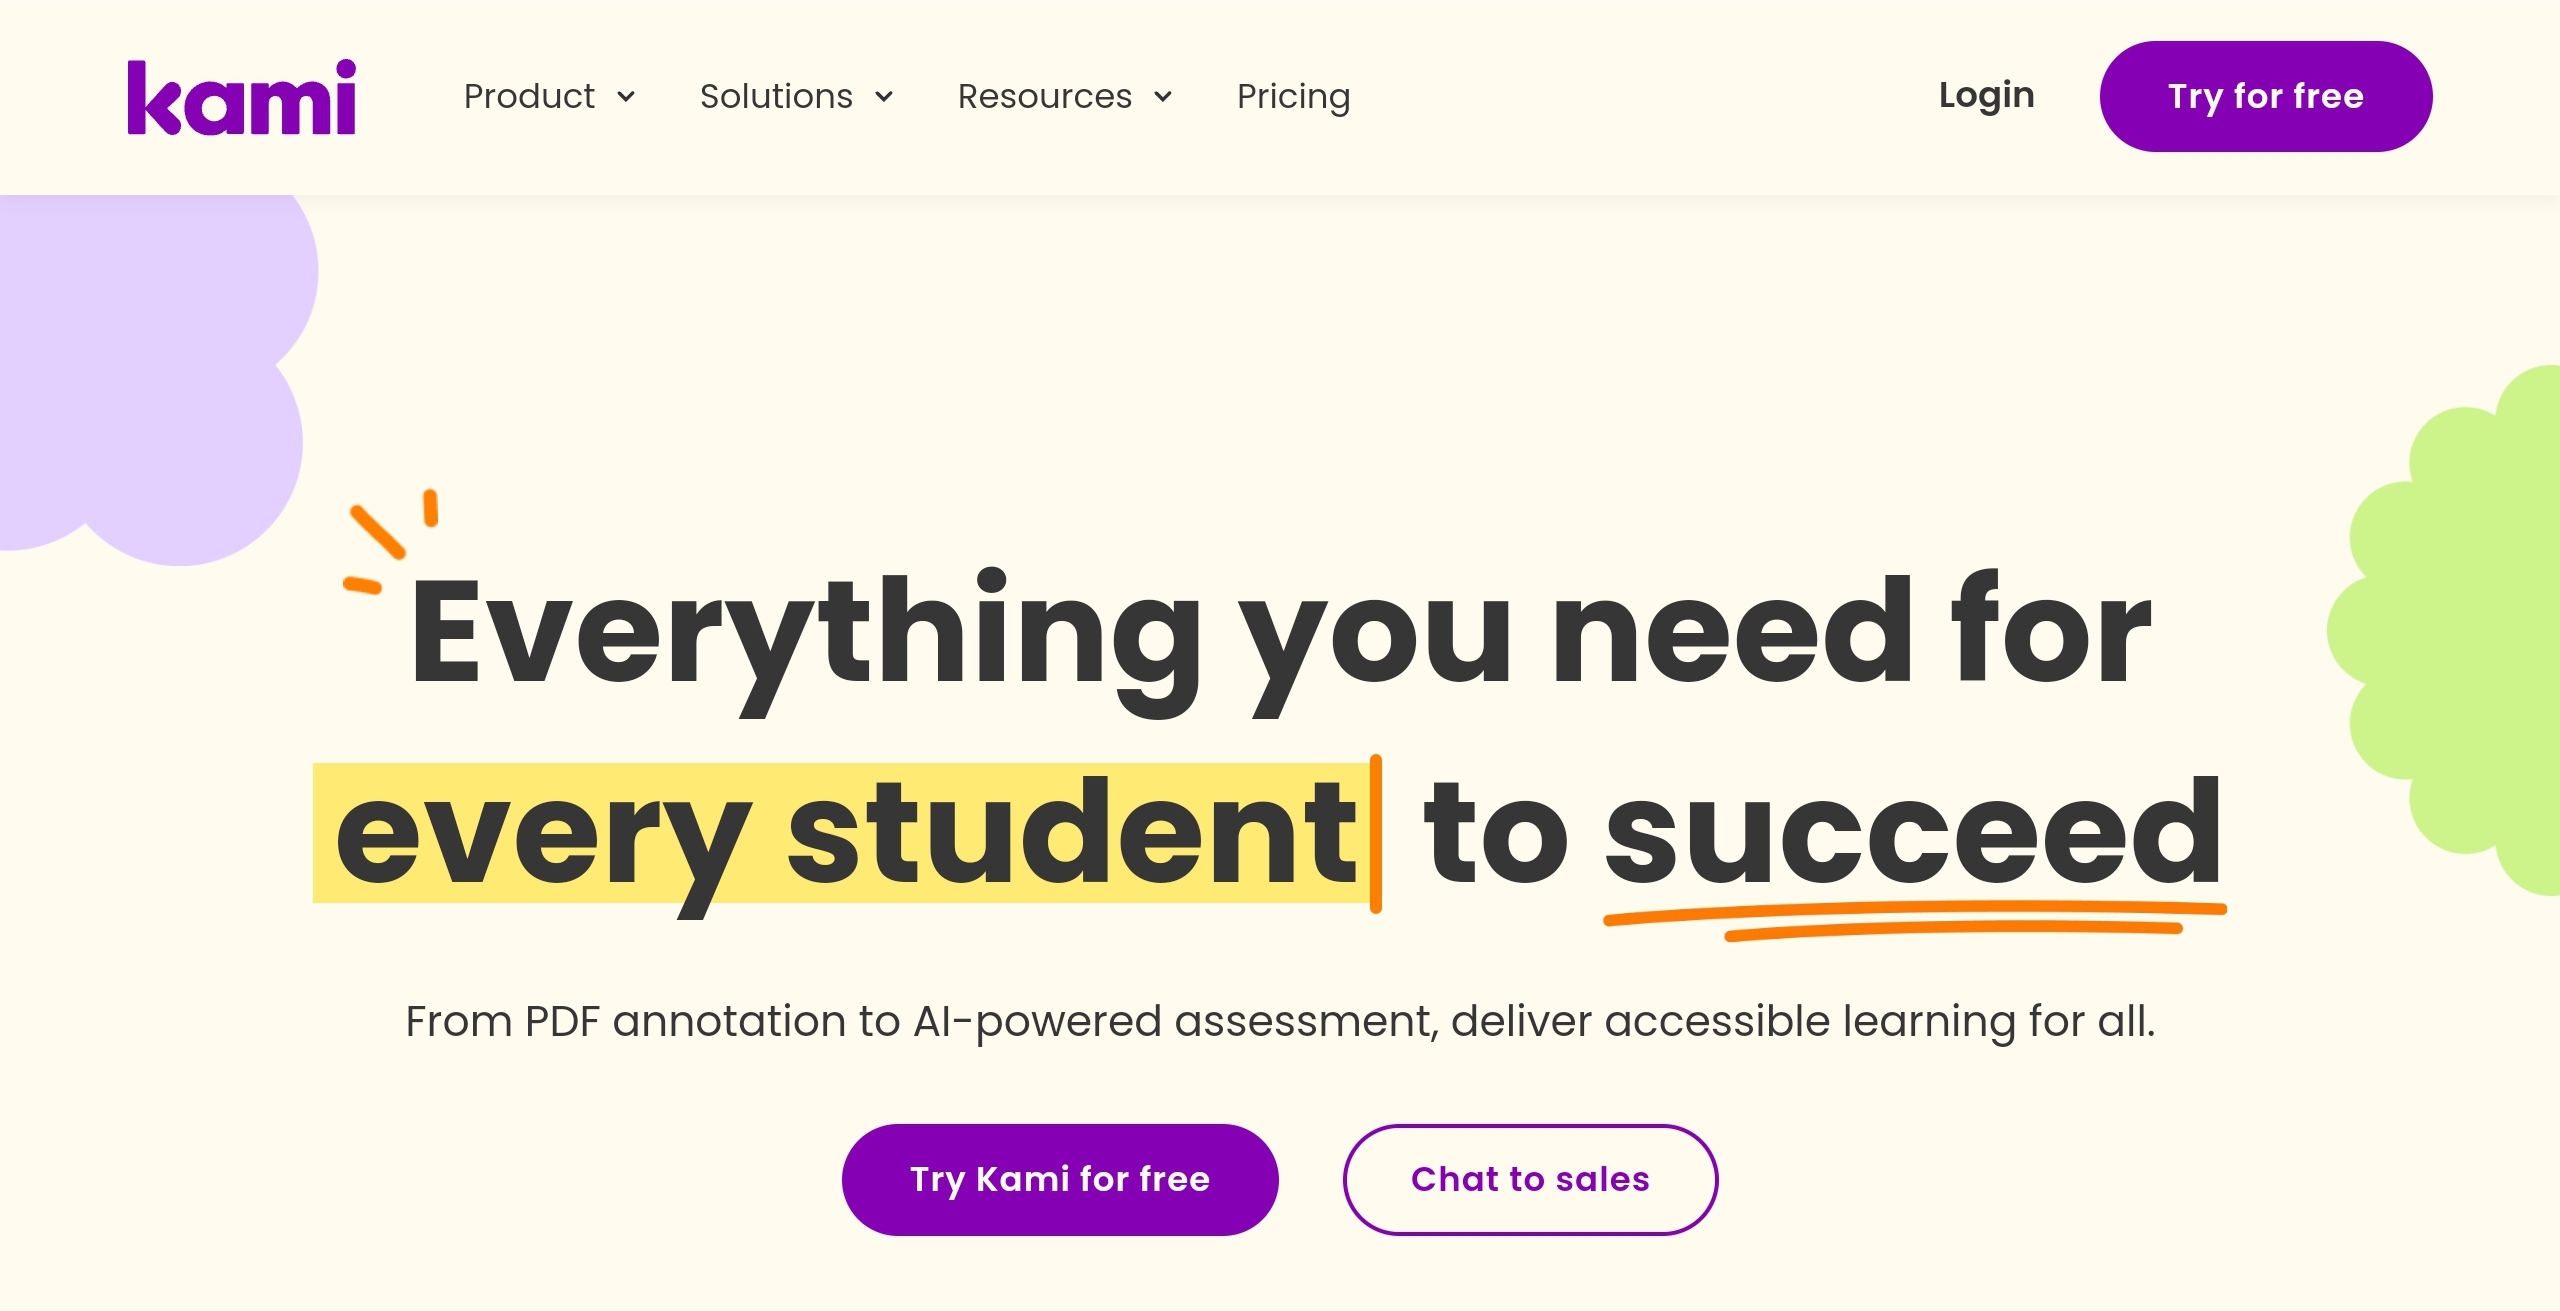 kami
Product
Solutions
Resources
Pricing
Login
Try for free
Everything you need for
every student to succeed
From PDF annotation to AI-powered assessment, deliver accessible learning for all.
Try Kami for free
Chat to sales